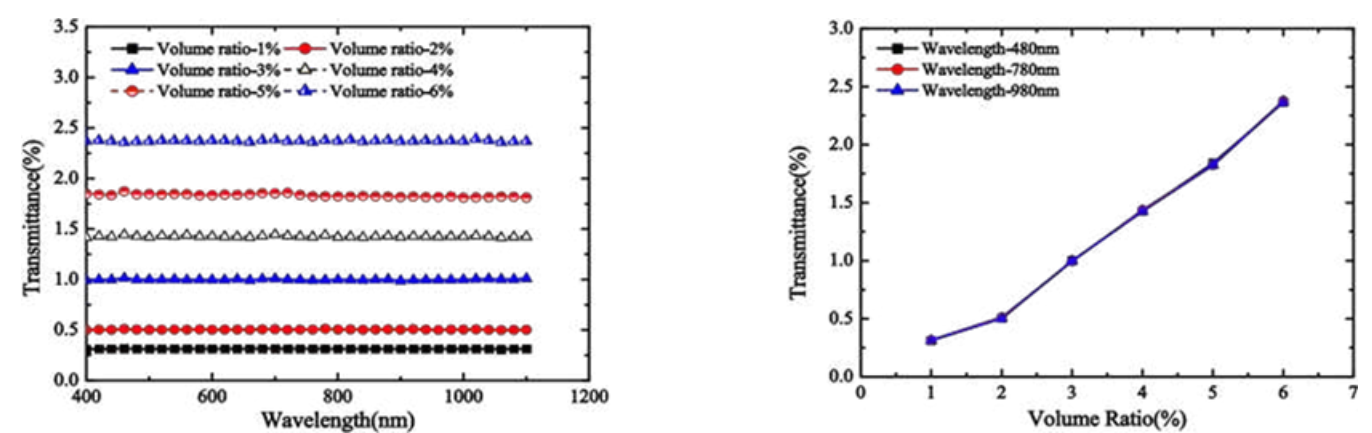 3.5
3.0
2.5
2.0
1.5
1.0
0.5
0.0
Transmittance(%)
Volume ratio-1% Volume ratio-2%
Volume ratio-3% Volume ratio-4%
Volume ratio-5% Volume ratio-6%
400 600 800 1000 1200
Wavelength(nm)
3.0
2.5
2.0
1.5
1.0
0.5
0.0
Transmittance(%)
Wavelength-480nm
Wavelength-780nm
Wavelength-980nm
0 1 2 3 4 5 6 7
Volume Ratio(%)